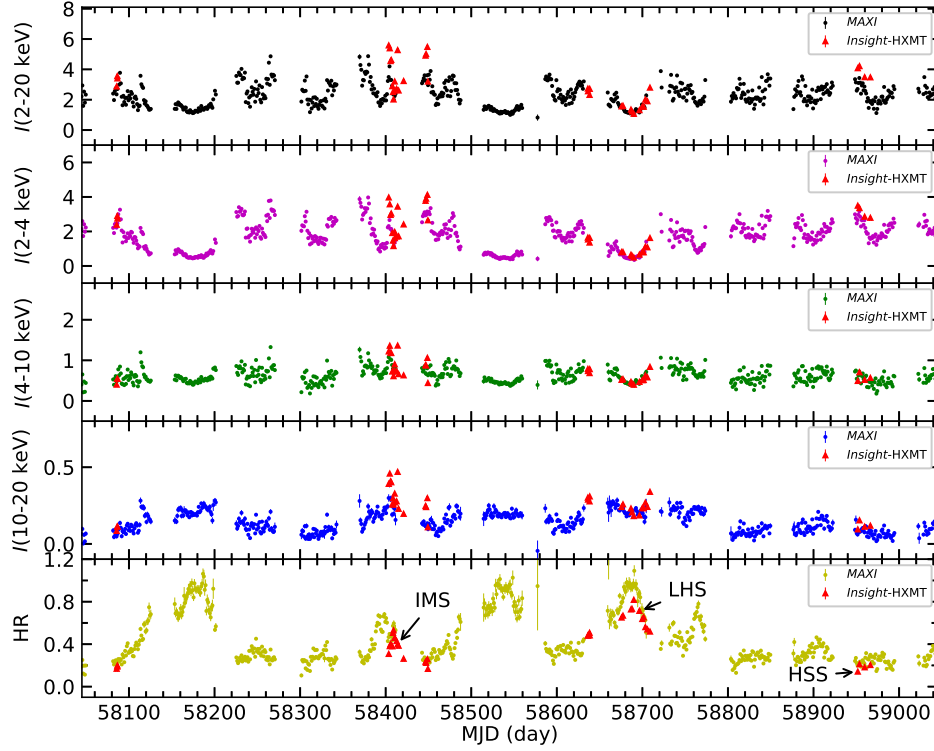 8
6
4
2
0
I(2-20 keV)
MAXI
Insight-HXMT
6
4
2
0
I(2-4 keV)
MAXI
Insight-HXMT
2
1
0
I(4-10 keV)
MAXI
Insight-HXMT
0.5
0.0
I(10-20 keV)
MAXI
Insight-HXMT
1.2
0.8
0.4
0.0
HR
MAXI
Insight-HXMT
IMS
LHS
HSS
58100 58200 58300 58400 58500 58600 58700 58800 58900 59000
MJD (day)